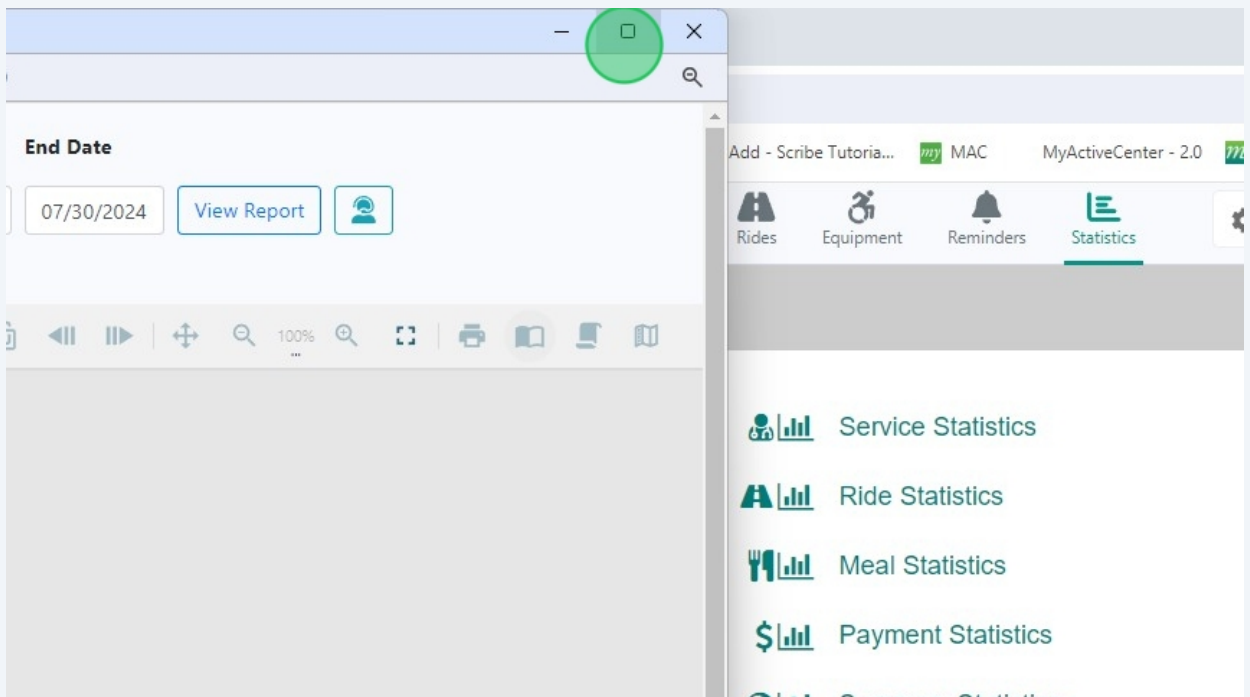 Add - Scribe Tutoria...
my MAC
MyActiveCenter - 2.0
End Date
07/30/2024
View Report
Rides
Equipment
Reminders
Statistics
100%
...
Service Statistics
Ride Statistics
Meal Statistics
$ Payment Statistics